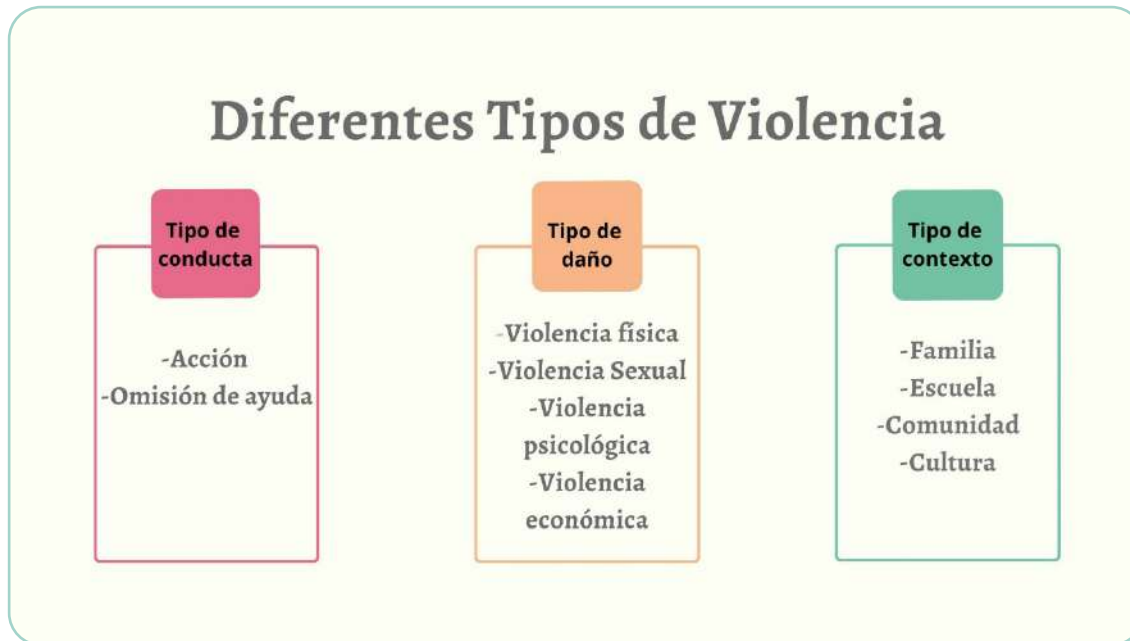 Diferentes Tipos de Violencia
Tipo de
conducta
-Acción
-Omisión de ayuda
Tipo de
daño
-Violencia física
-Violencia Sexual
-Violencia
psicológica
-Violencia
económica
Tipo de
contexto
-Familia
-Escuela
-Comunidad
-Cultura